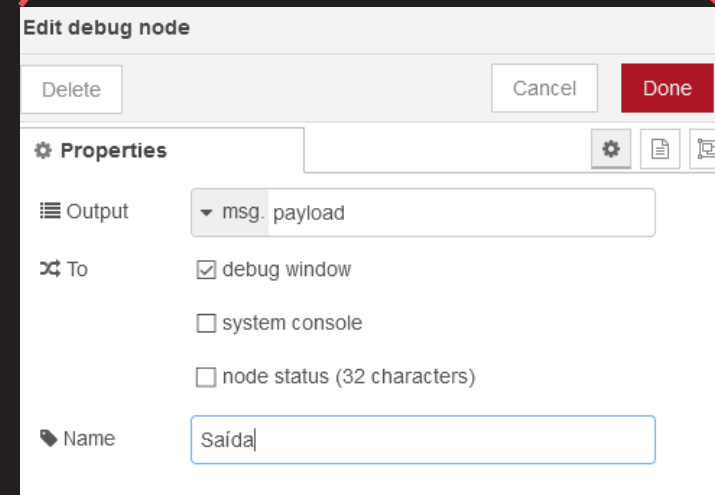 Edit debug node
Delete
Cancel
Done
Properties
Output
msg. payload
To
debug window
system console
node status (32 characters)
Name
Saída